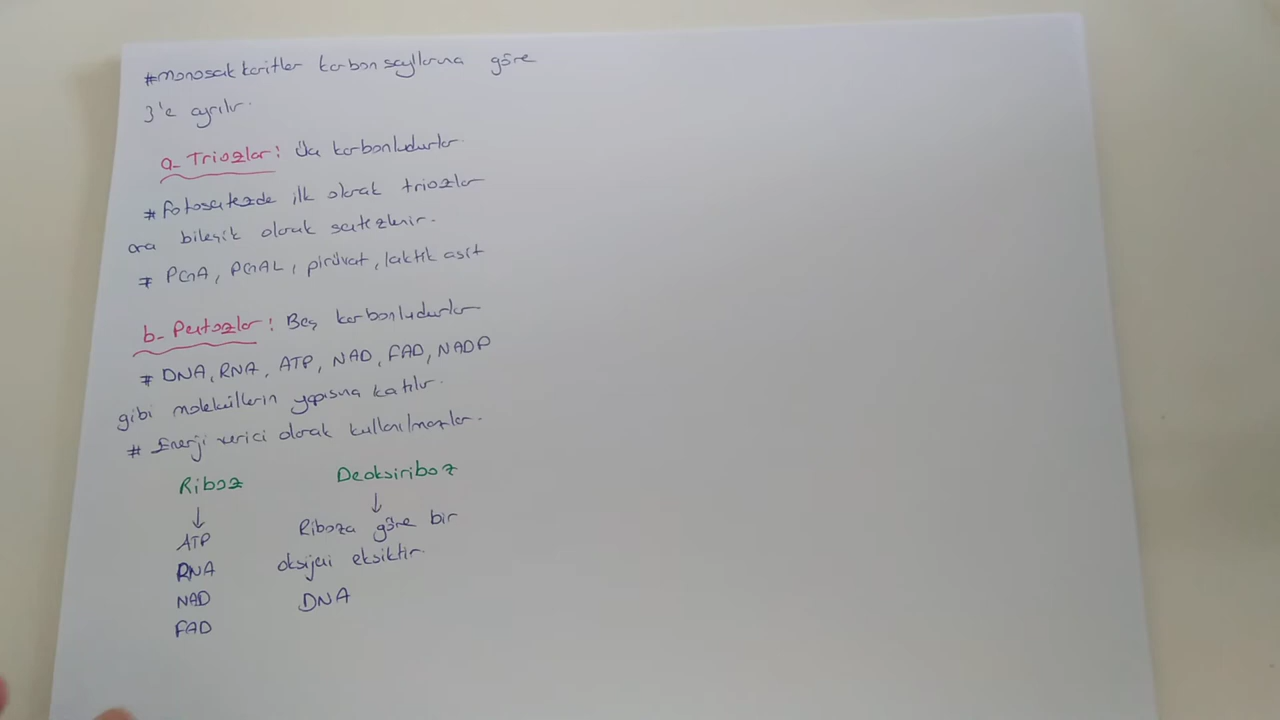 #Monosakkaritler karbon sayılarına göre
3'e ayrılır.
a- Triozlar: Üç karbonludurlar.
* Fotosentezde ilk olarak triozlar
ara bileşik olarak sentezlenir.
* PGA, PGAL, pirüvat, laktik asit
b- Pentozlar: Beş karbonludurlar
* DNA, RNA, ATP, NAD, FAD, NADP
gibi moleküllerin yapısına katılır.
# Enerji verici olarak kullanılmazlar.
Riboz Deoksiriboz
↓ ↓
ATP Riboza göre bir
RNA oksijeni eksiktir.
NAD DNA
FAD